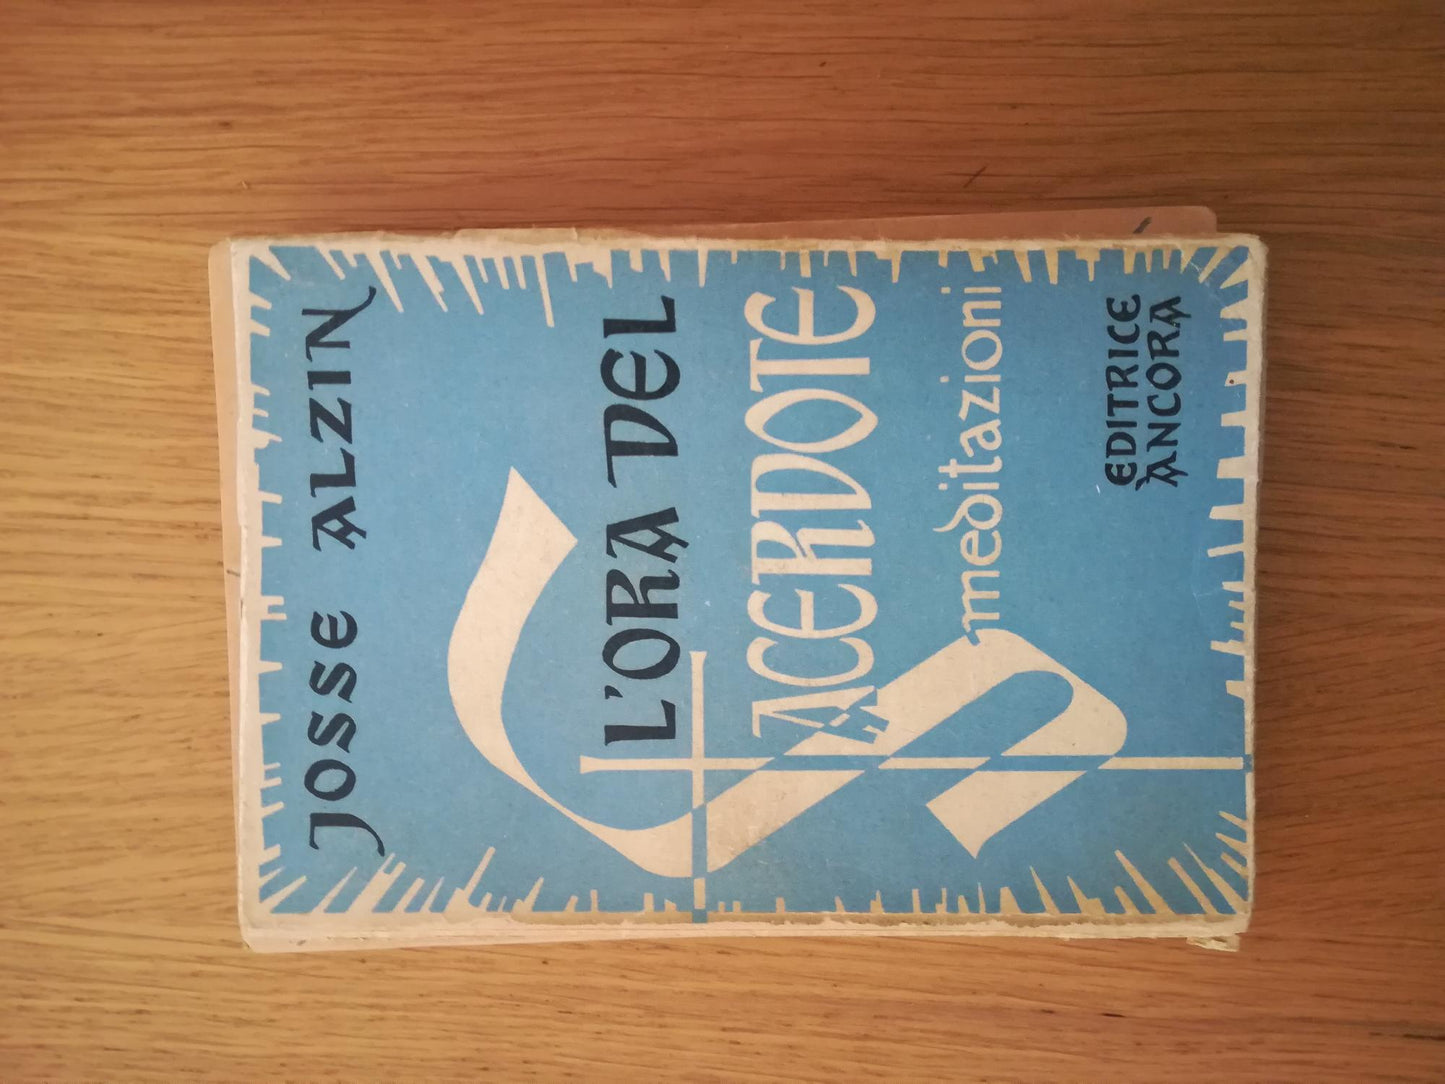 JOSSE ALZIN
L'ORA DEL
SACERDOTE
meditazioni
EDITRICE
ANCORA